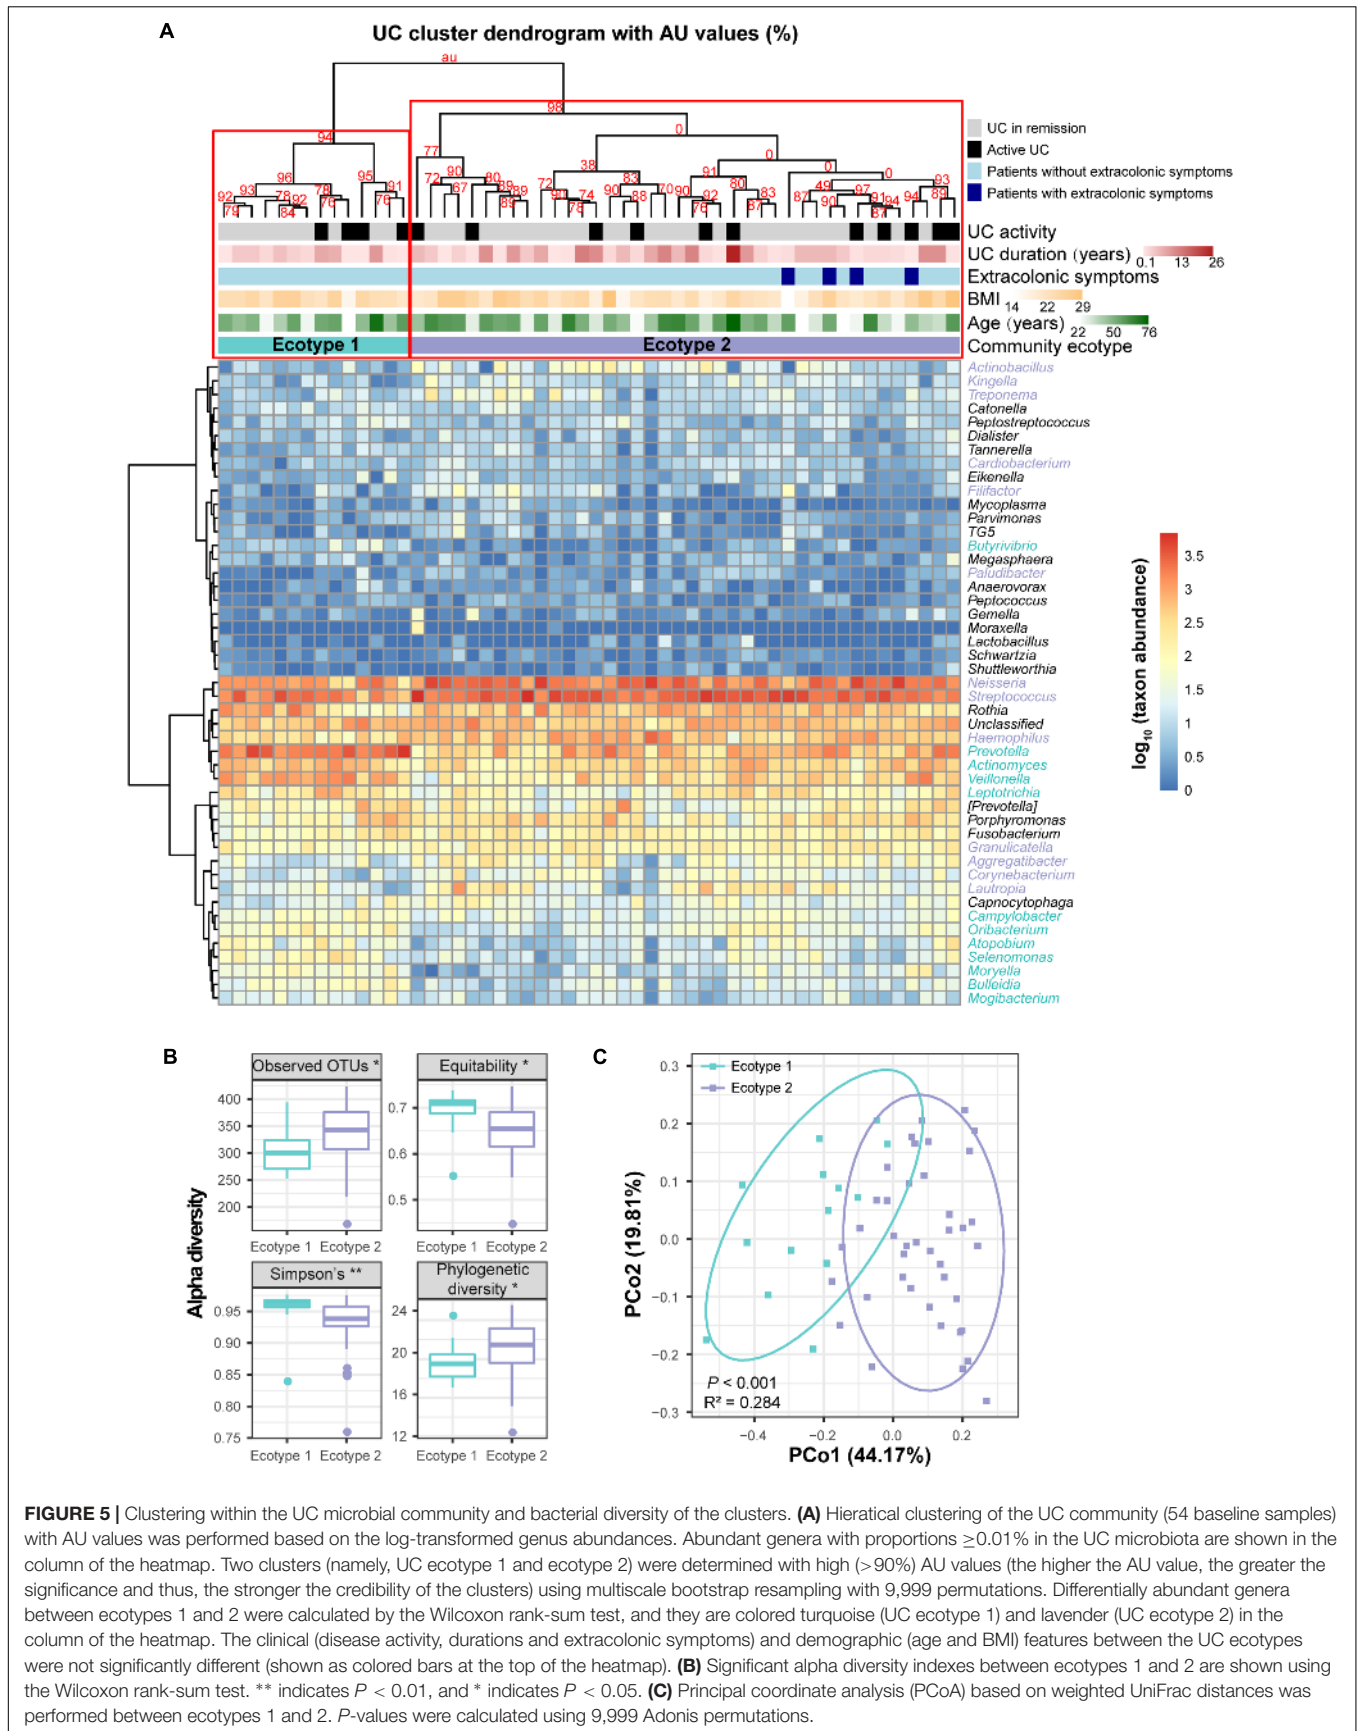 A
UC cluster dendrogram with AU values (%)
au
98
94
0
77
0
38
91
0
0
96
95
90
80
83
80
49
97
93
UC in remission
Active UC
Patients without extracolonic symptoms
Patients with extracolonic symptoms
UC activity
UC duration (years)
0.1 13 26
Extracolonic symptoms
BMI
14 22 29
Age (years)
22 50 76
Ecotype 1
Ecotype 2
Community ecotype
Actinobacillus
Kingella
Treponema
Catonella
Peptostreptococcus
Dialister
Tannerella
Cardiobacterium
Eikenella
Filifactor
Mycoplasma
Parvimonas
TG5
Butyrivibrio
Megasphaera
Paludibacter
Anaerovorax
Peptococcus
Gemella
Moraxella
Lactobacillus
Schwartzia
Shuttleworthia
Neisseria
Streptococcus
Rothia
Unclassified
Haemophilus
Prevotella
Actinomyces
Veillonella
Leptotrichia
[Prevotella]
Porphyromonas
Fusobacterium
Granulicatella
Aggregatibacter
Corynebacterium
Lautropia
Capnocytophaga
Campylobacter
Oribacterium
Atopobium
Selenomonas
Moryella
Bulleidia
Mogibacterium
log10 (taxon abundance)
3.5
3
2.5
2
1.5
1
0.5
0
B
Alpha diversity
Observed OTUs *
400
350
300
250
200
Ecotype 1 Ecotype 2
Equitability *
0.7
0.6
0.5
Ecotype 1 Ecotype 2
Simpson's **
0.95
0.90
0.85
0.80
0.75
Ecotype 1 Ecotype 2
Phylogenetic
diversity *
24
20
16
12
Ecotype 1 Ecotype 2
C
Ecotype 1
Ecotype 2
PCo2 (19.81%)
0.3
0.2
0.1
0.0
−0.1
−0.2
−0.3
P < 0.001
R² = 0.284
−0.4 −0.2 0.0 0.2
PCo1 (44.17%)
FIGURE 5 | Clustering within the UC microbial community and bacterial diversity of the clusters. (A) Hieratical clustering of the UC community (54 baseline samples)
with AU values was performed based on the log-transformed genus abundances. Abundant genera with proportions ≥0.01% in the UC microbiota are shown in the
column of the heatmap. Two clusters (namely, UC ecotype 1 and ecotype 2) were determined with high (>90%) AU values (the higher the AU value, the greater the
significance and thus, the stronger the credibility of the clusters) using multiscale bootstrap resampling with 9,999 permutations. Differentially abundant genera
between ecotypes 1 and 2 were calculated by the Wilcoxon rank-sum test, and they are colored turquoise (UC ecotype 1) and lavender (UC ecotype 2) in the
column of the heatmap. The clinical (disease activity, durations and extracolonic symptoms) and demographic (age and BMI) features between the UC ecotypes
were not significantly different (shown as colored bars at the top of the heatmap). (B) Significant alpha diversity indexes between ecotypes 1 and 2 are shown using
the Wilcoxon rank-sum test. ** indicates P < 0.01, and * indicates P < 0.05. (C) Principal coordinate analysis (PCoA) based on weighted UniFrac distances was
performed between ecotypes 1 and 2. P-values were calculated using 9,999 Adonis permutations.